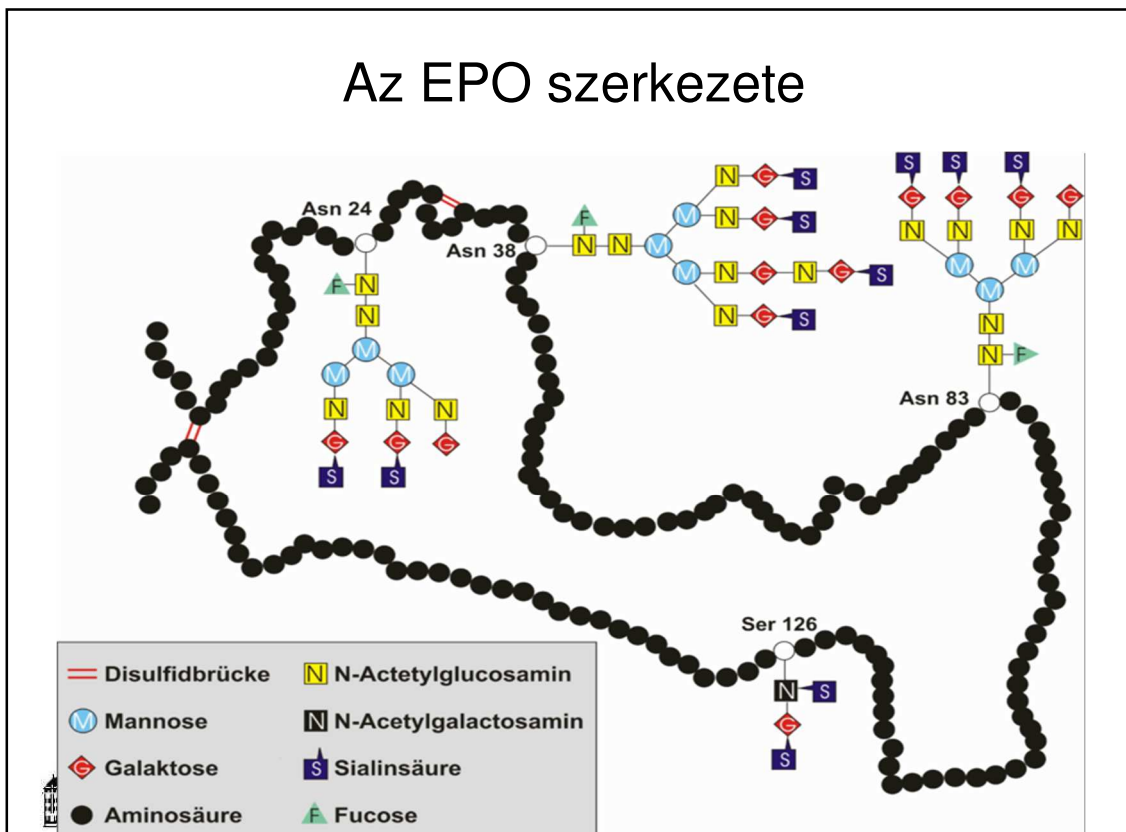 Az EPO szerkezete
S S S
N G S
Asn 24
G G G G
F
M N G S
N N N N
Asn 38
N N M
F N
M M
M N G N G S
M
N
N G S
N
M
N F
M M
Asn 83
N N N
G G G
S S
Ser 126
Disulfidbrücke
N N-Actetylglucosamin
N S
M Mannose
N N-Acetylgalactosamin
G
G Galaktose
S Sialinsäure
S
Aminosäure
F Fucose